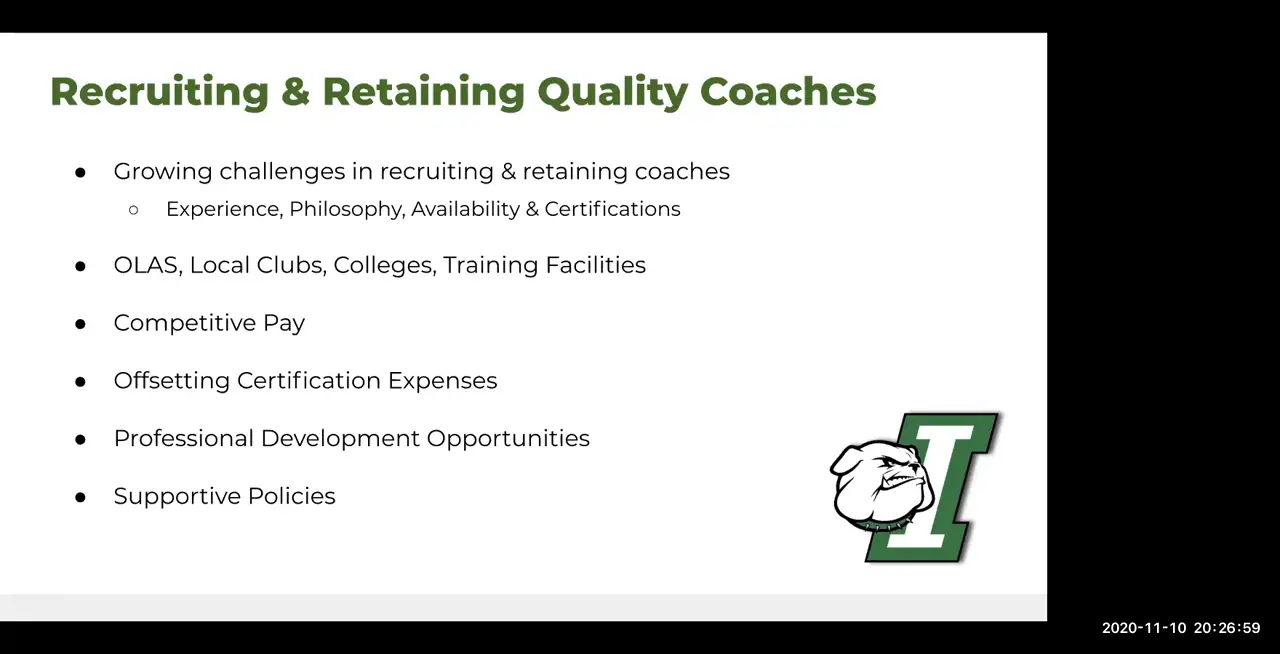 Recruiting & Retaining Quality Coaches
● Growing challenges in recruiting & retaining coaches
○ Experience, Philosophy, Availability & Certifications
● OLAS, Local Clubs, Colleges, Training Facilities
● Competitive Pay
● Offsetting Certification Expenses
● Professional Development Opportunities
● Supportive Policies
I
2020-11-10 20:26:59